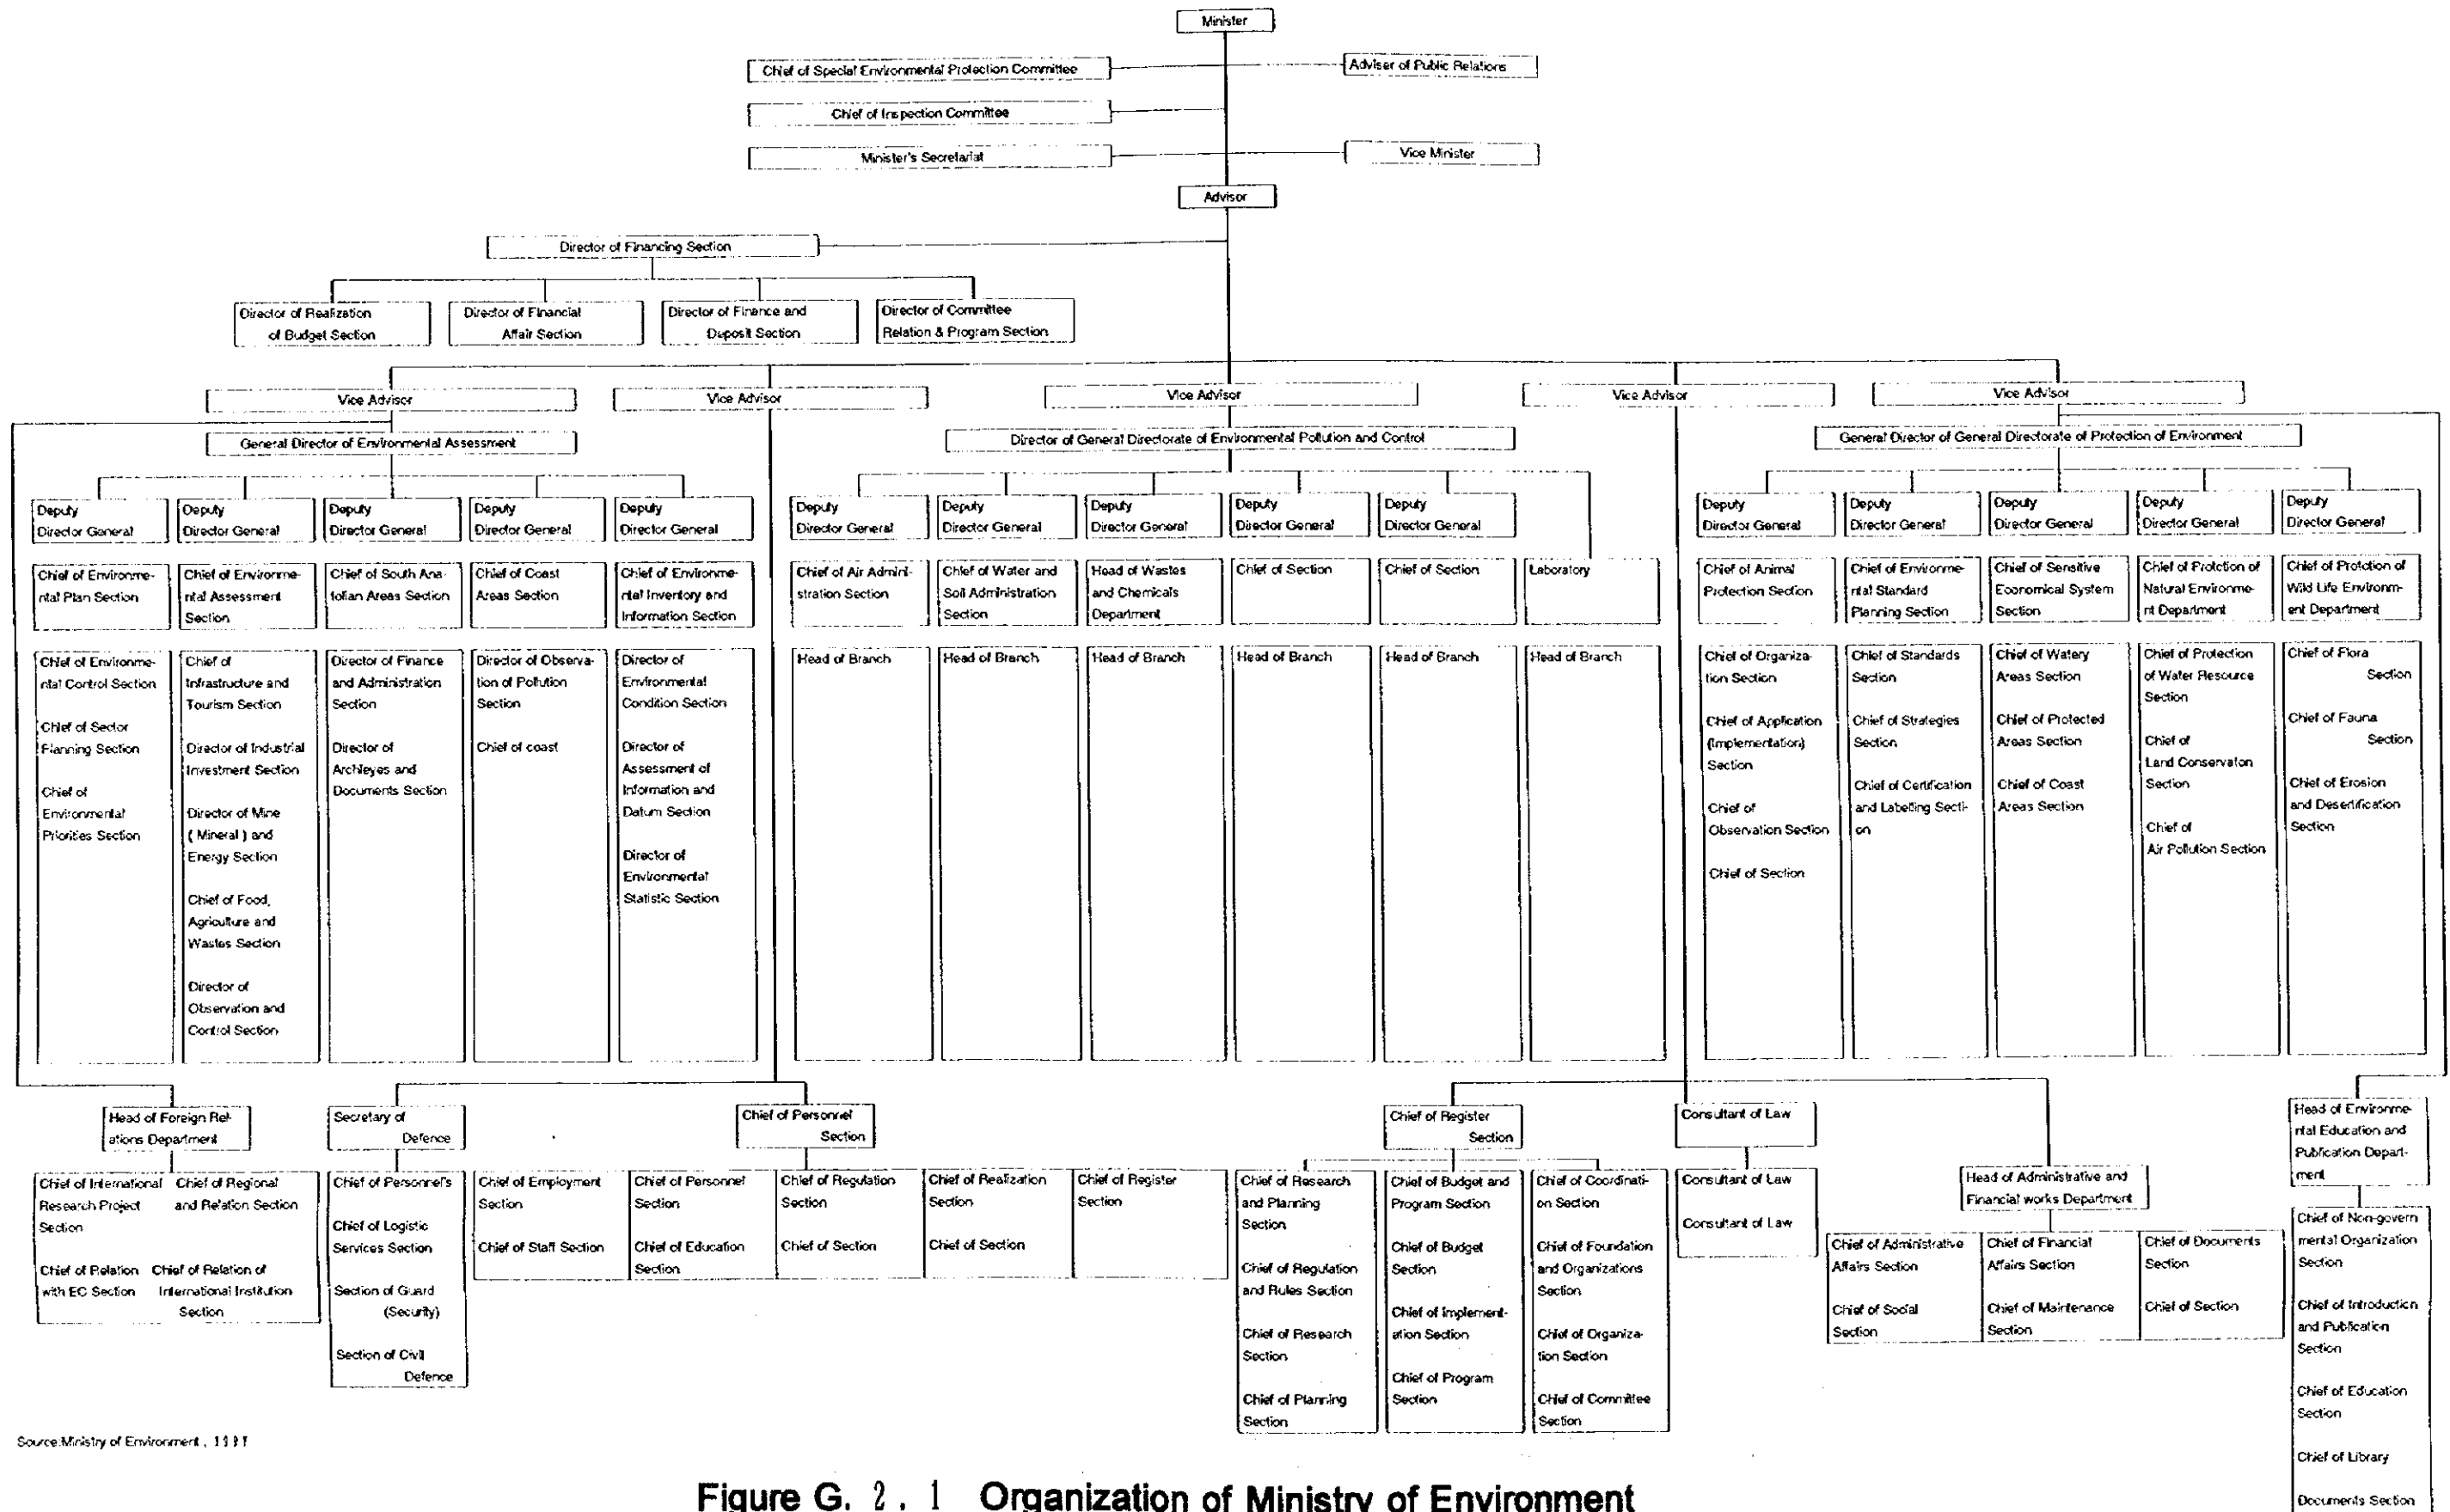 Minister
Chief of Special Environmental Protection Committee
Adviser of Public Relations
Chief of Inspection Committee
Minister's Secretariat
Vice Minister
Advisor
Director of Financing Section
Director of Realization
of Budget Section
Director of Financial
Affair Section
Director of Finance and
Deposit Section
Director of Committee
Relation & Program Section
Vice Advisor
Vice Advisor
Vice Advisor
Vice Advisor
Vice Advisor
General Director of Environmental Assessment
Director of General Directorate of Environmental Pollution and Control
General Director of General Directorate of Protection of Environment
Deputy
Director General
Deputy
Director General
Deputy
Director General
Deputy
Director General
Deputy
Director General
Deputy
Director General
Deputy
Director General
Deputy
Director General
Deputy
Director General
Deputy
Director General
Deputy
Director General
Deputy
Director General
Deputy
Director General
Deputy
Director General
Deputy
Director General
Chief of Environme-
ntal Plan Section
Chief of Environme-
ntal Assessment
Section
Chief of South Ana-
tolian Areas Section
Chief of Coast
Areas Section
Chief of Environme-
ntal Inventory and
Information Section
Chief of Air Admini-
stration Section
Chief of Water and
Soil Administration
Section
Head of Wastes
and Chemicals
Department
Chief of Section
Chief of Section
Laboratory
Chief of Animal
Protection Section
Chief of Environme-
ntal Standard
Planning Section
Chief of Sensitive
Economical System
Section
Chief of Protction of
Natural Environme-
nt Department
Chief of Protction of
Wild Life Environm-
ent Department
Chief of Environme-
ntal Control Section
Chief of Sector
Planning Section
Chief of
Environmental
Priorities Section
Chief of
Infrastructure and
Tourism Section
Director of Industrial
Investment Section
Director of Mine
( Mineral ) and
Energy Section
Chief of Food,
Agriculture and
Wastes Section
Director of
Observation and
Control Section
Director of Finance
and Administration
Section
Director of
Archieyes and
Documents Section
Director of Observa-
tion of Pollution
Section
Chief of coast
Director of
Environmental
Condition Section
Director of
Assessment of
Information and
Datum Section
Director of
Environmental
Statistic Section
Head of Branch
Head of Branch
Head of Branch
Head of Branch
Head of Branch
Head of Branch
Chief of Organiza-
tion Section
Chief of Application
(Implementation)
Section
Chief of
Observation Section
Chief of Section
Chief of Standards
Section
Chief of Strategies
Section
Chief of Certification
and Labelling Secti-
on
Chief of Watery
Areas Section
Chief of Protected
Areas Section
Chief of Coast
Areas Section
Chief of Protection
of Water Resource
Section
Chief of
Land Conservaton
Section
Chief of
Air Pollution Section
Chief of Flora
Section
Chief of Fauna
Section
Chief of Erosion
and Desertification
Section
Head of Foreign Rel-
ations Department
Secretary of
Defence
Chief of Personnel
Section
Chief of Register
Section
Consultant of Law
Head of Administrative and
Financial works Department
Head of Environme-
ntal Education and
Publication Depart-
ment
Chief of International
Research Project
Section
Chief of Regional
and Relation Section
Chief of Relation
with EC Section
Chief of Relation of
International Institution
Section
Chief of Personnel's
Chief of Logistic
Services Section
Section of Guard
(Security)
Section of Civil
Defence
Chief of Employment
Section
Chief of Staff Section
Chief of Personnel
Section
Chief of Education
Section
Chief of Regulation
Section
Chief of Section
Chief of Realization
Section
Chief of Section
Chief of Register
Section
Chief of Research
and Planning
Section
Chief of Regulation
and Rules Section
Chief of Research
Section
Chief of Planning
Section
Chief of Budget and
Program Section
Chief of Budget
Section
Chief of Implement-
ation Section
Chief of Program
Section
Chief of Coordinati-
on Section
Chief of Foundation
and Organizations
Section
Chief of Organiza-
tion Section
Chief of Committee
Section
Consultant of Law
Consultant of Law
Chief of Administrative
Affairs Section
Chief of Social
Section
Chief of Financial
Affairs Section
Chief of Maintenance
Section
Chief of Documents
Section
Chief of Section
Chief of Non-govern
mental Organization
Section
Chief of Introduction
and Publication
Section
Chief of Education
Section
Chief of Library
Documents Section
Source:Ministry of Environment ,
Figure G. 2 . 1 Organization of Ministry of Environment